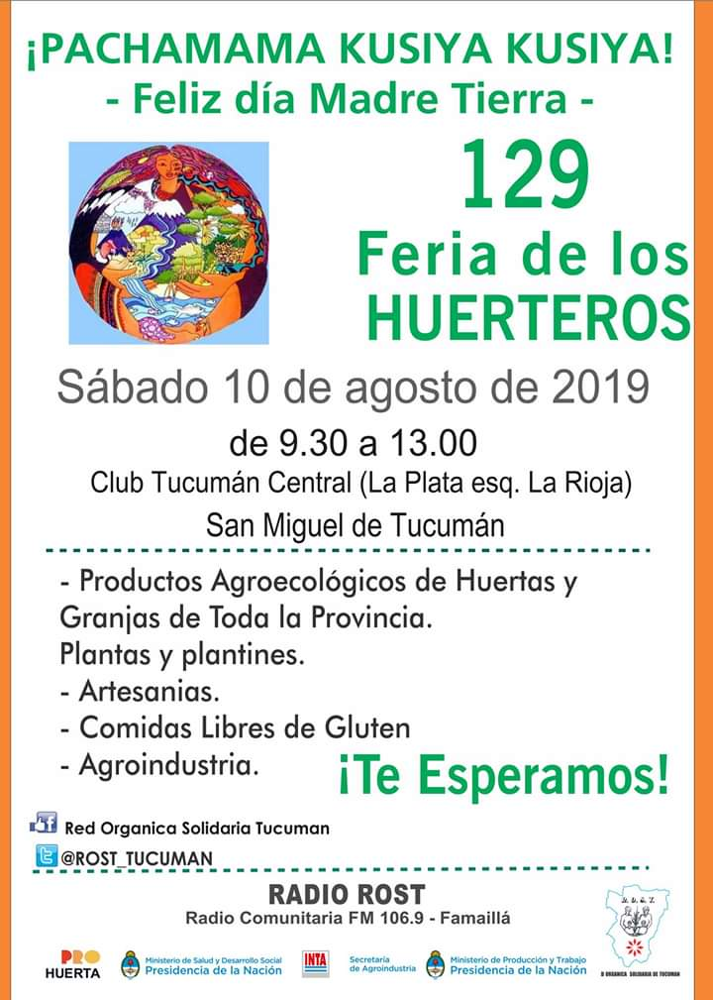 ¡PACHAMAMA KUSIYA KUSIYA!
- Feliz día Madre Tierra -
129
Feria de los
HUERTEROS
Sábado 10 de agosto de 2019
de 9.30 a 13.00
Club Tucumán Central (La Plata esq. La Rioja)
San Miguel de Tucumán
- Productos Agroecológicos de Huertas y
Granjas de Toda la Provincia.
Plantas y plantines.
- Artesanias.
- Comidas Libres de Gluten
- Agroindustria.
¡Te Esperamos!
Red Organica Solidaria Tucuman
@ROST_TUCUMAN
RADIO ROST
Radio Comunitaria FM 106.9 - Famaillá
PRO
HUERTA
Ministerio de Salud y Desarrollo Social
Presidencia de la Nación
INTA
Secretaría
de Agroindustria
Ministerio de Producción y Trabajo
Presidencia de la Nación
D ORGANICA SOLIDARIA DE TUCUMAN